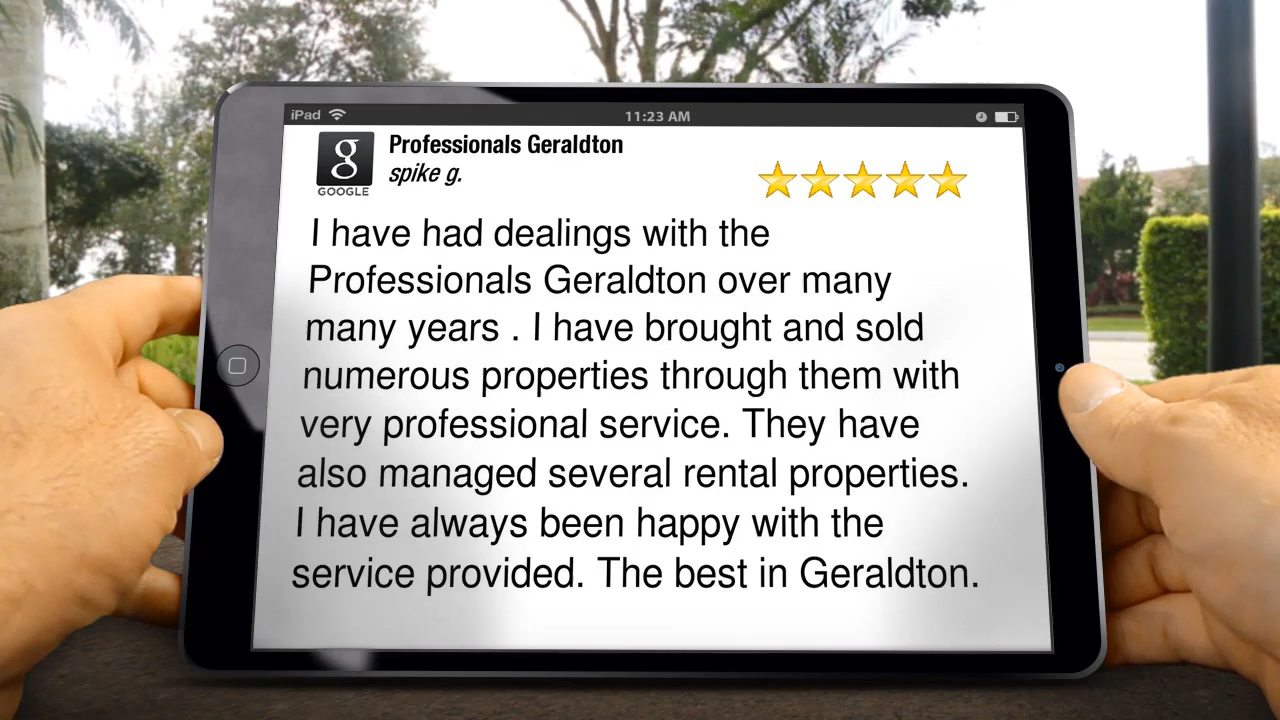 iPad 11:23 AM
g
GOOGLE
Professionals Geraldton
spike g.
I have had dealings with the
Professionals Geraldton over many
many years . I have brought and sold
numerous properties through them with
very professional service. They have
also managed several rental properties.
I have always been happy with the
service provided. The best in Geraldton.